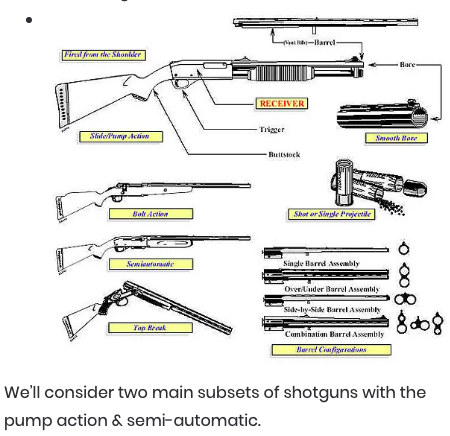 (Vent Rib) Barrel
Fired from the Shoulder
Bore
RECEIVER
Slide/Pump Action
Trigger
Smooth Bore
Buttstock
Bolt Action
Shot or Single Projectile
Semiautomatic
Single Barrel Assembly
Over/Under Barrel Assembly
Side-by-Side Barrel Assembly
Top Break
Combination Barrel Assembly
Barrel Configurations
We'll consider two main subsets of shotguns with the
pump action & semi-automatic.